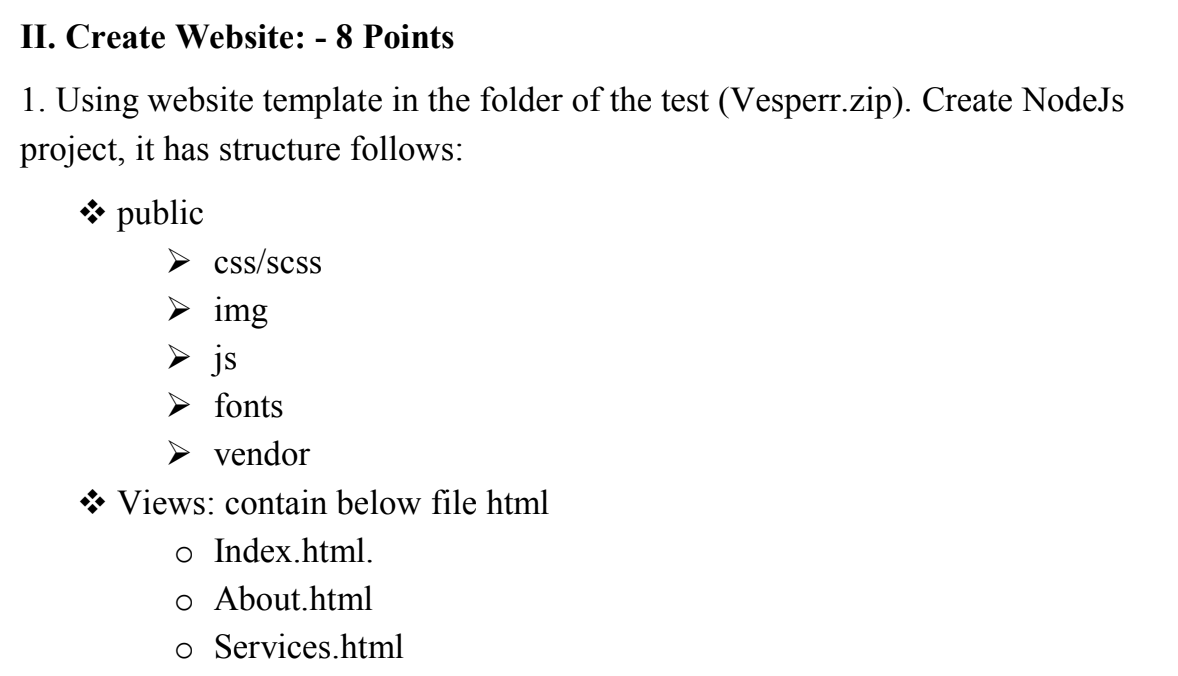 II. Create Website: - 8 Points
1. Using website template in the folder of the test (Vesperr.zip). Create NodeJs
project, it has structure follows:
❖ public
➢ css/scss
➢ img
➢ js
➢ fonts
➢ vendor
❖ Views: contain below file html
o Index.html.
o About.html
o Services.html